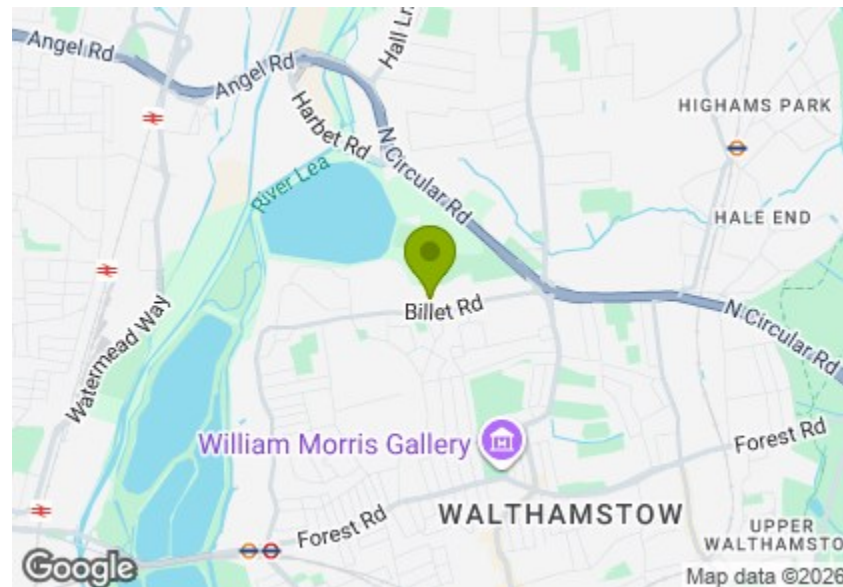 Angel Rd
Angel Rd
Hall Ln
HIGHAMS PARK
Harbet Rd
N Circular Rd
River Lea
HALE END
Billet Rd
Watermead Way
N Circular Rd
William Morris Gallery
Forest Rd
WALTHAMSTOW
Forest Rd
UPPER
WALTHAMSTO
Google
Map data ©2026